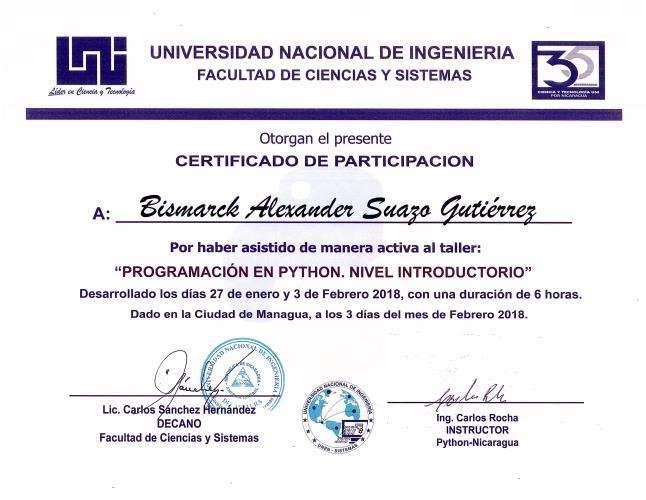 UNIVERSIDAD NACIONAL DE INGENIERIA
FACULTAD DE CIENCIAS Y SISTEMAS
uni
Líder en Ciencia y Tecnología
35
ANIVERSARIO
CIENCIA Y TECNOLOGÍA UNI
POR NICARAGUA
Otorgan el presente
CERTIFICADO DE PARTICIPACION
A: Bismarck Alexander Suazo Gutiérrez
Por haber asistido de manera activa al taller:
“PROGRAMACIÓN EN PYTHON. NIVEL INTRODUCTORIO”
Desarrollado los días 27 de enero y 3 de Febrero 2018, con una duración de 6 horas.
Dado en la Ciudad de Managua, a los 3 días del mes de Febrero 2018.
UNIVERSIDAD NACIONAL DE INGENIERIA
Lic. Carlos Sánchez Hernández
DECANO
Facultad de Ciencias y Sistemas
UNIVERSIDAD NACIONAL DE INGENIERIA
Ing. Carlos Rocha
INSTRUCTOR
Python-Nicaragua